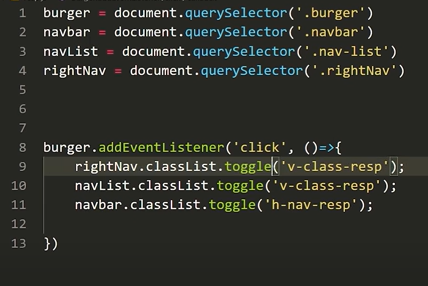 1 burger = document.querySelector('.burger')
2 navbar = document.querySelector('.navbar')
3 navList = document.querySelector('.nav-list')
4 rightNav = document.querySelector('.rightNav')
5
6
7
8 burger.addEventListener('click', ()=>{
9     rightNav.classList.toggle('v-class-resp');
10     navList.classList.toggle('v-class-resp');
11     navbar.classList.toggle('h-nav-resp');
12
13 })